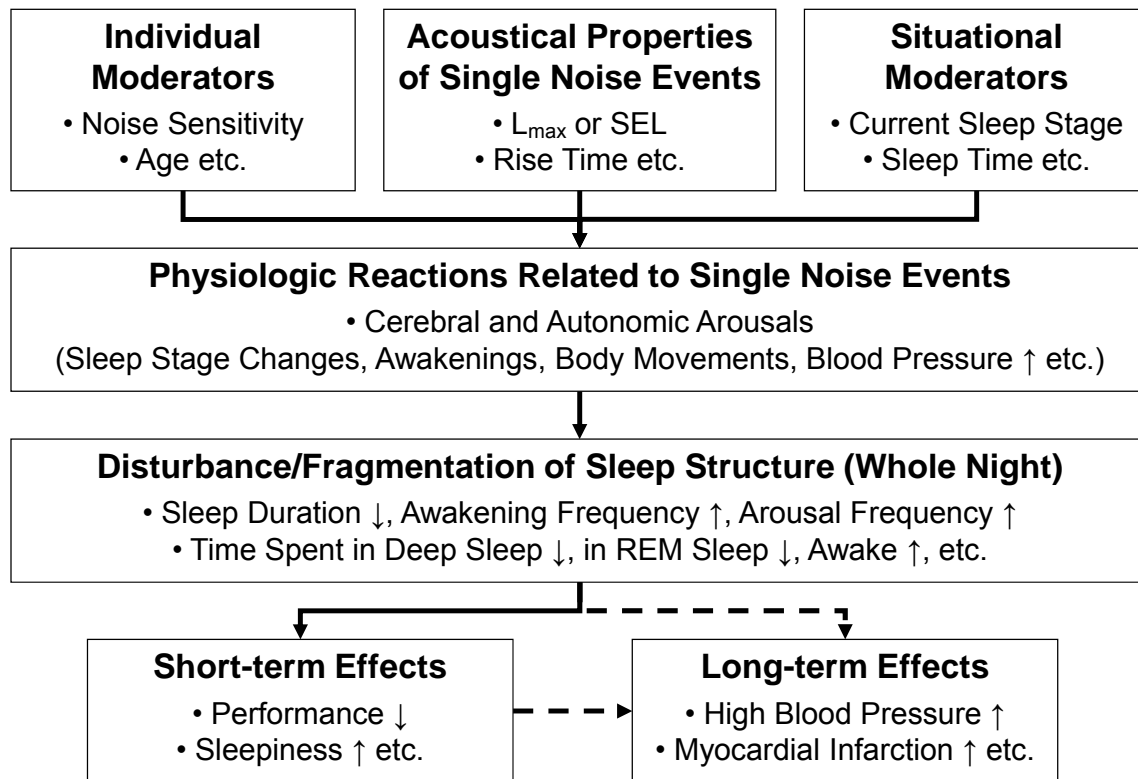 Individual
Moderators
• Noise Sensitivity
• Age etc.
Acoustical Properties
of Single Noise Events
• Lmax or SEL
• Rise Time etc.
Situational
Moderators
• Current Sleep Stage
• Sleep Time etc.
Physiologic Reactions Related to Single Noise Events
• Cerebral and Autonomic Arousals
(Sleep Stage Changes, Awakenings, Body Movements, Blood Pressure ↑ etc.)
Disturbance/Fragmentation of Sleep Structure (Whole Night)
• Sleep Duration ↓, Awakening Frequency ↑, Arousal Frequency ↑
• Time Spent in Deep Sleep ↓, in REM Sleep ↓, Awake ↑, etc.
Short-term Effects
• Performance ↓
• Sleepiness ↑ etc.
Long-term Effects
• High Blood Pressure ↑
• Myocardial Infarction ↑ etc.